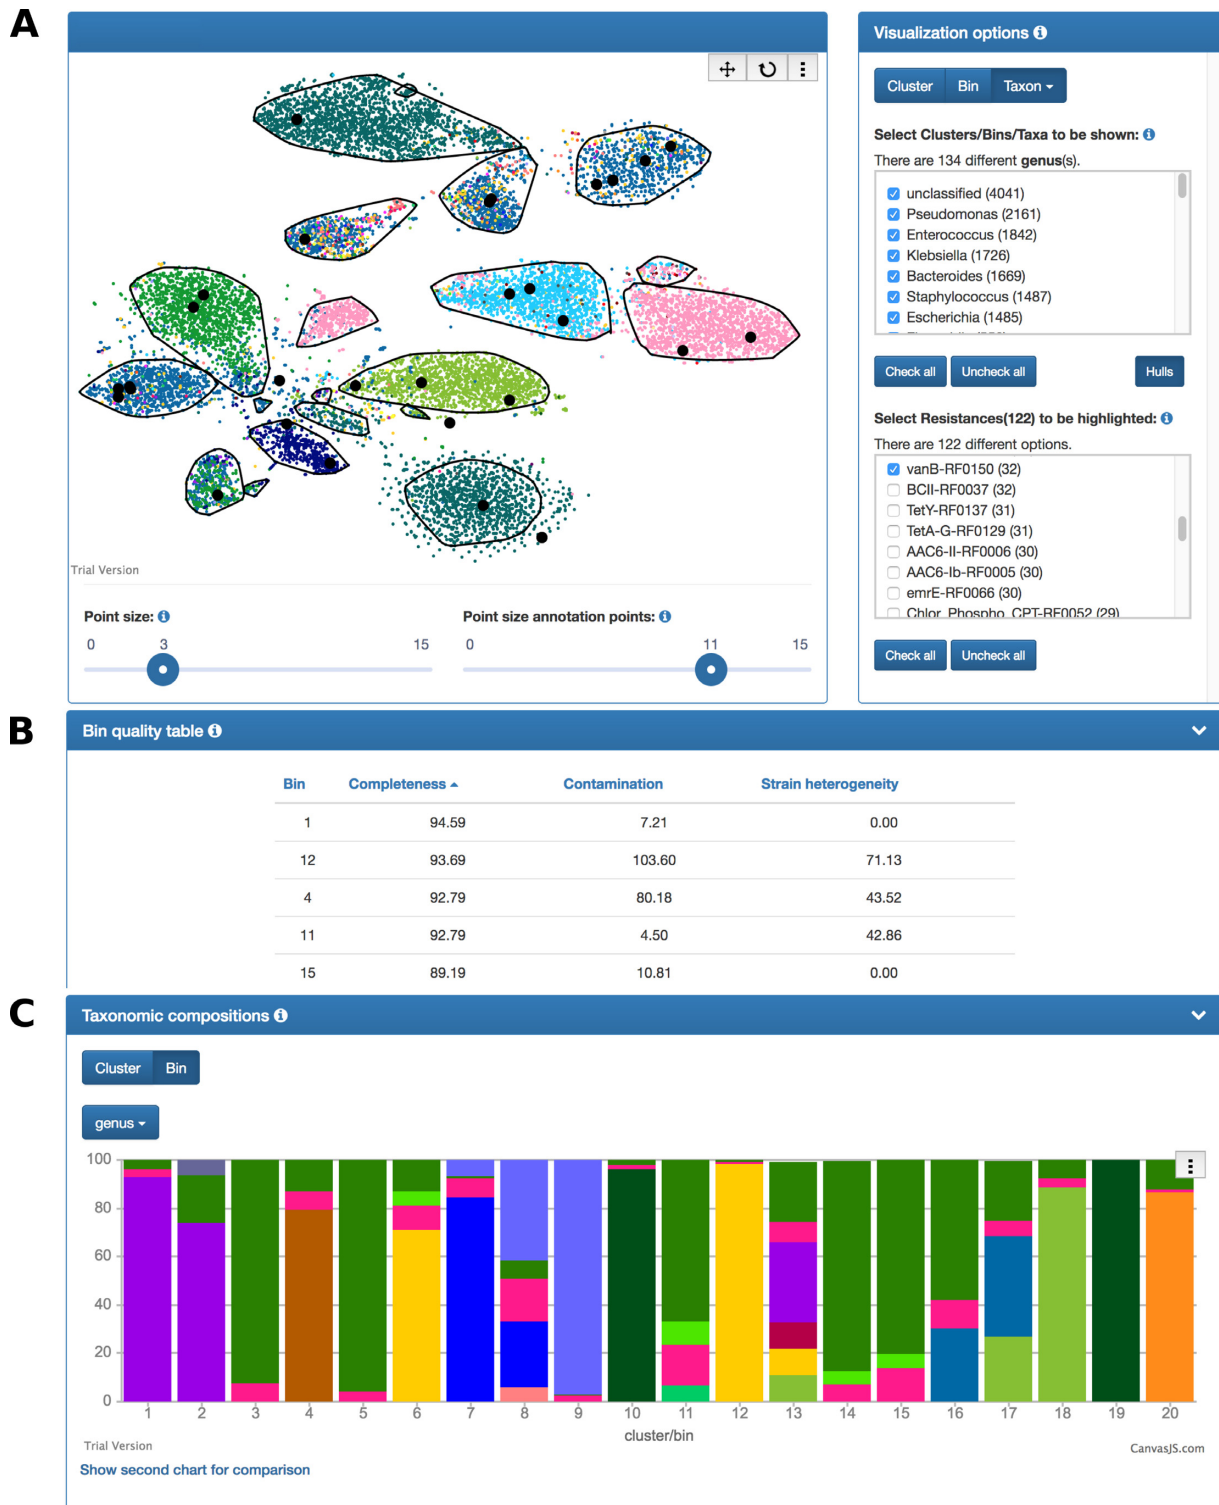 A
Visualization options
Cluster Bin Taxon
Select Clusters/Bins/Taxa to be shown:
There are 134 different genus(s).
unclassified (4041)
Pseudomonas (2161)
Enterococcus (1842)
Klebsiella (1726)
Bacteroides (1669)
Staphylococcus (1487)
Escherichia (1485)
Check all Uncheck all Hulls
Select Resistances(122) to be highlighted:
There are 122 different options.
vanB-RF0150 (32)
BCII-RF0037 (32)
TetY-RF0137 (31)
TetA-G-RF0129 (31)
AAC6-II-RF0006 (30)
AAC6-Ib-RF0005 (30)
emrE-RF0066 (30)
Chlor_Phospho_CPT-RF0052 (29)
Check all Uncheck all
Trial Version
Point size:
0 3 15
Point size annotation points:
0 11 15
B
Bin quality table
Bin Completeness Contamination Strain heterogeneity
1 94.59 7.21 0.00
12 93.69 103.60 71.13
4 92.79 80.18 43.52
11 92.79 4.50 42.86
15 89.19 10.81 0.00
C
Taxonomic compositions
Cluster Bin
genus
100
80
60
40
20
0
1 2 3 4 5 6 7 8 9 10 11 12 13 14 15 16 17 18 19 20
cluster/bin
Trial Version
CanvasJS.com
Show second chart for comparison